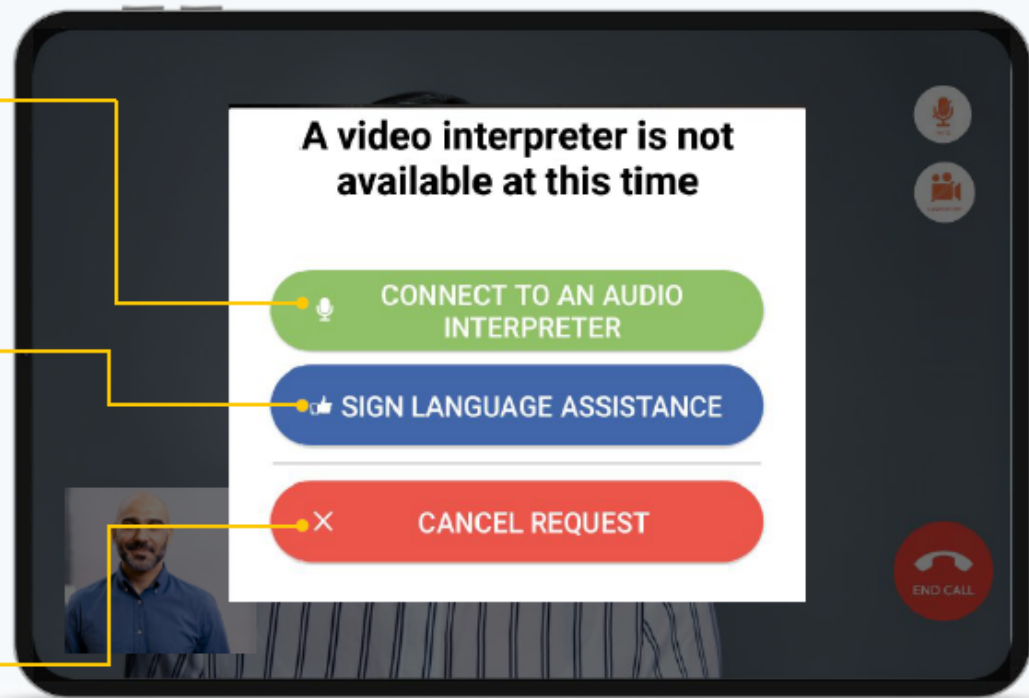 A video interpreter is not
available at this time
CONNECT TO AN AUDIO
INTERPRETER
SIGN LANGUAGE ASSISTANCE
CANCEL REQUEST
END CALL